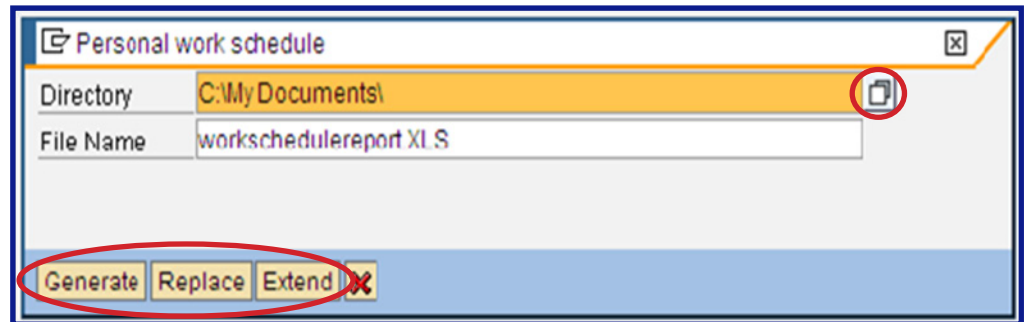 Personal work schedule
Directory C:\My Documents\
File Name workschedulereport XLS
Generate Replace Extend